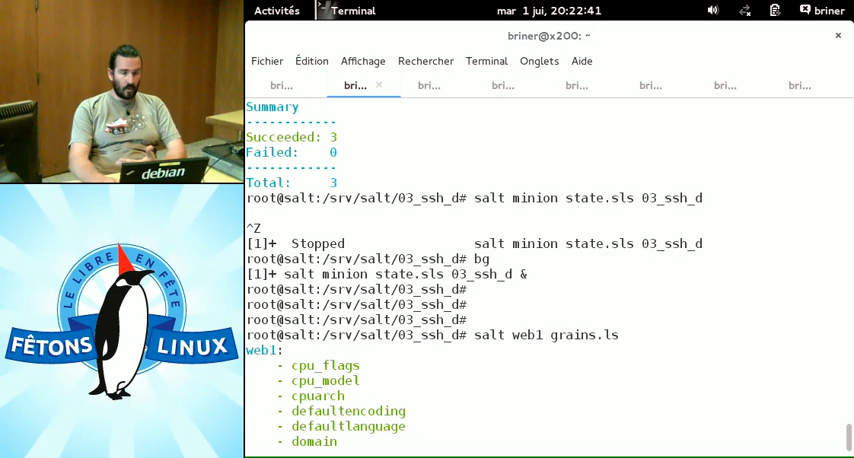 Activités
Terminal
mar 1 jui, 20:22:41
briner
briner@x200: ~
×
Fichier Édition Affichage Rechercher Terminal Onglets Aide
bri... bri... × bri... bri... bri... bri... bri... bri...
Summary
------------
Succeeded: 3
Failed:    0
------------
Total:     3
root@salt:/srv/salt/03_ssh_d# salt minion state.sls 03_ssh_d
^Z
[1]+  Stopped                 salt minion state.sls 03_ssh_d
root@salt:/srv/salt/03_ssh_d# bg
[1]+ salt minion state.sls 03_ssh_d &
root@salt:/srv/salt/03_ssh_d#
root@salt:/srv/salt/03_ssh_d#
root@salt:/srv/salt/03_ssh_d#
root@salt:/srv/salt/03_ssh_d# salt web1 grains.ls
web1:
    - cpu_flags
    - cpu_model
    - cpuarch
    - defaultencoding
    - defaultlanguage
    - domain
debian
LE LIBRE EN FÊTE
FÊTONS LINUX